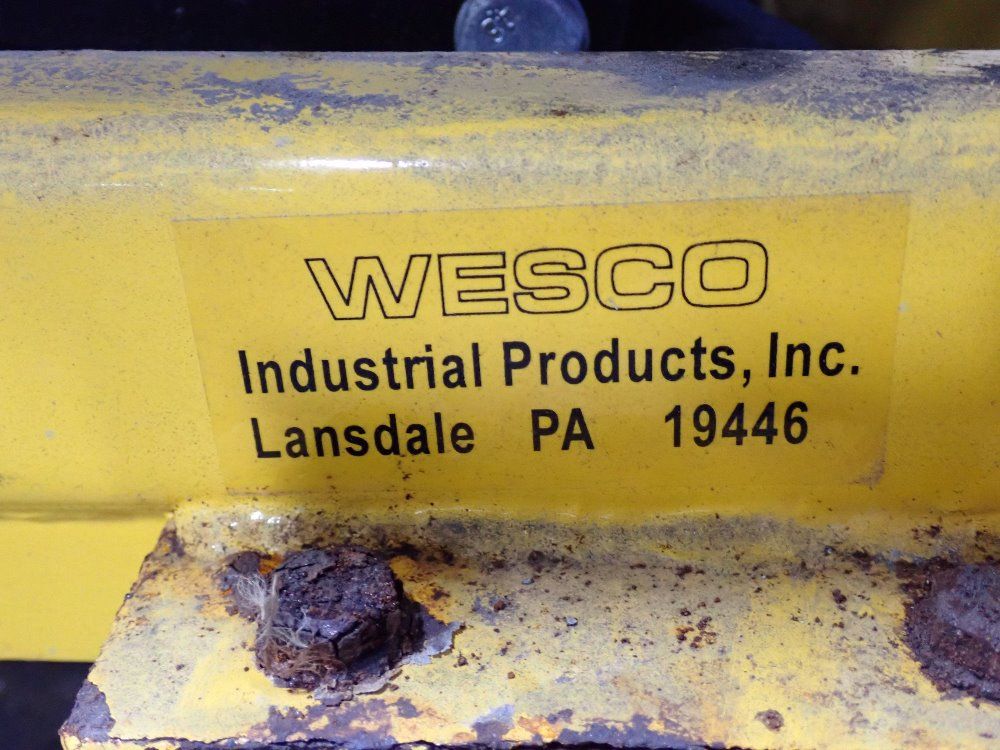 WESCO
Industrial Products, Inc.
Lansdale PA 19446